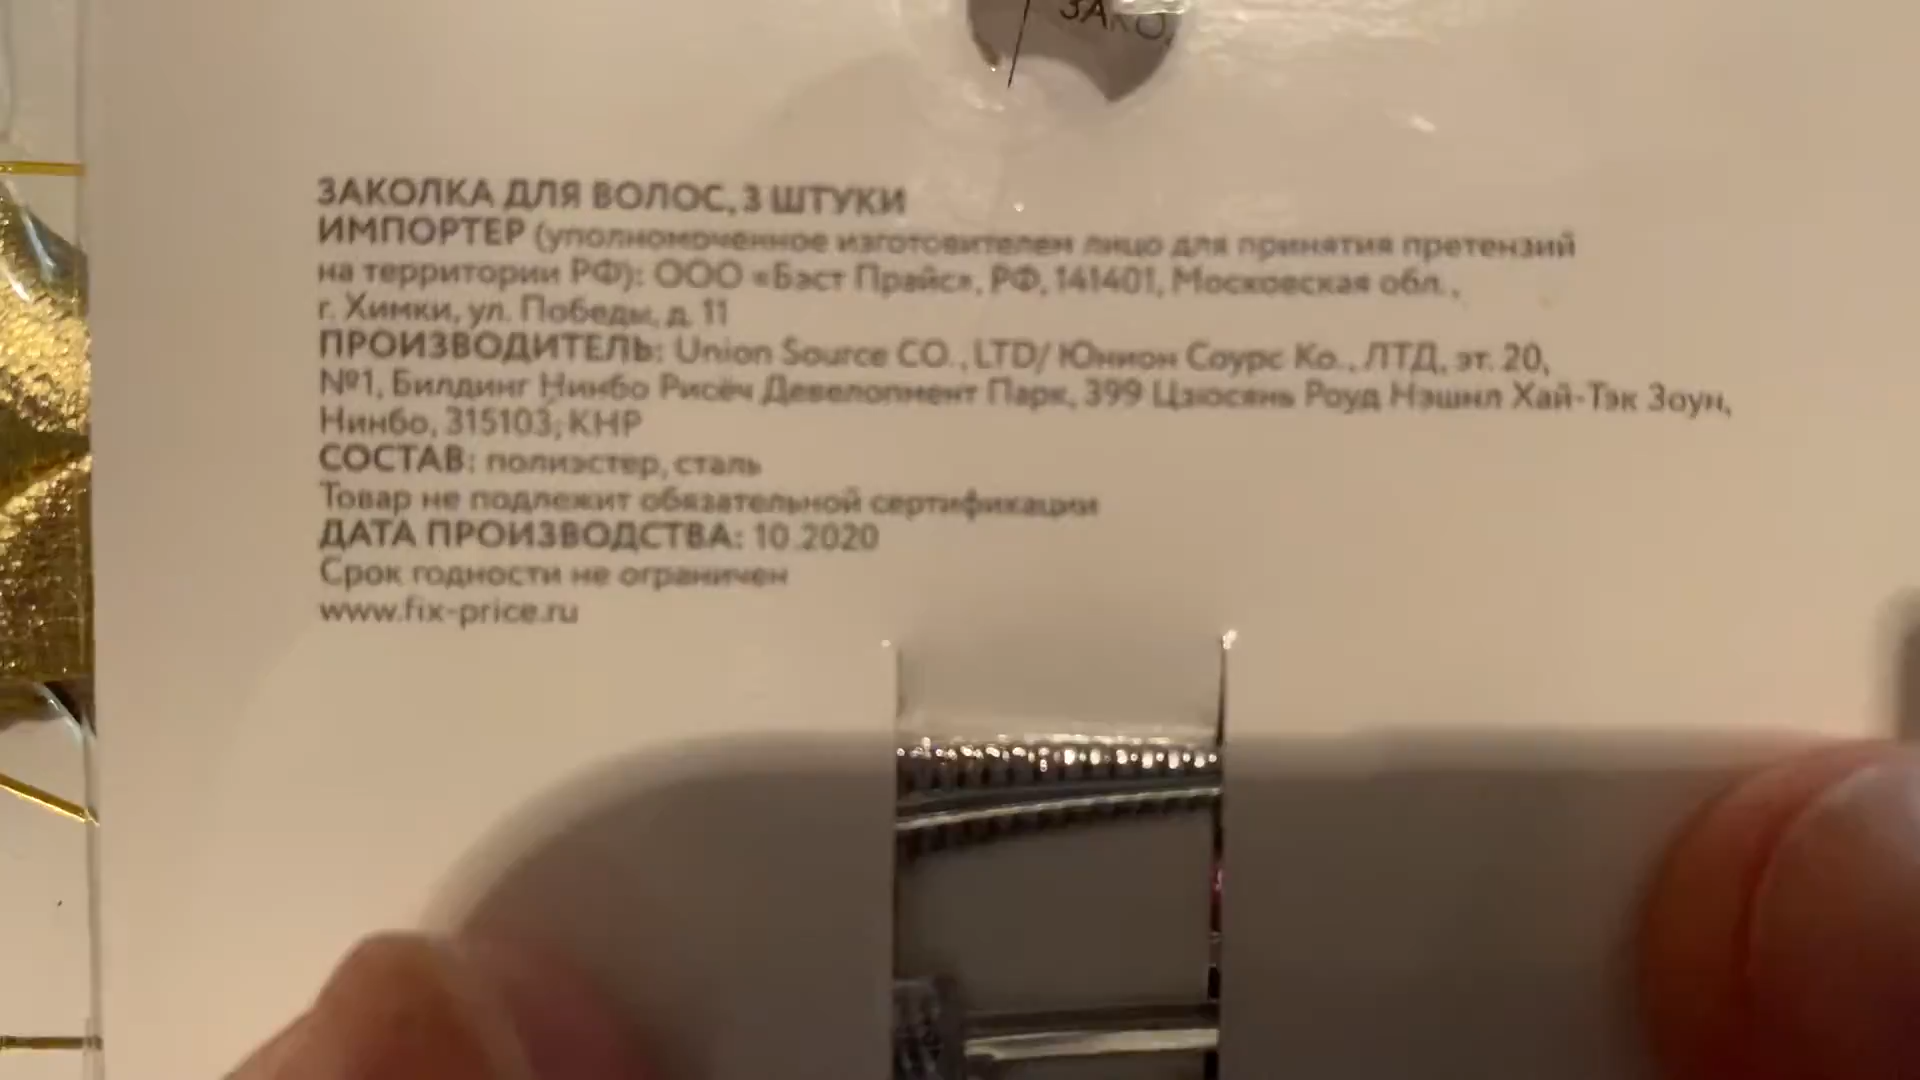 ЗАКО
ЗАКОЛКА ДЛЯ ВОЛОС, 3 ШТУКИ
ИМПОРТЕР (уполномоченное изготовителем лицо для принятия претензий
на территории РФ): ООО «Бэст Прайс», РФ, 141401, Московская обл.,
г. Химки, ул. Победы, д. 11
ПРОИЗВОДИТЕЛЬ: Union Source CO., LTD/ Юнион Соурс Ко., ЛТД, эт. 20,
№1, Билдинг Нинбо Рисёч Девелопмент Парк, 399 Цзюсянь Роуд Нэшнл Хай-Тэк Зоун,
Нинбо, 315103, КНР
СОСТАВ: полиэстер, сталь
Товар не подлежит обязательной сертификации
ДАТА ПРОИЗВОДСТВА: 10.2020
Срок годности не ограничен
www.fix-price.ru